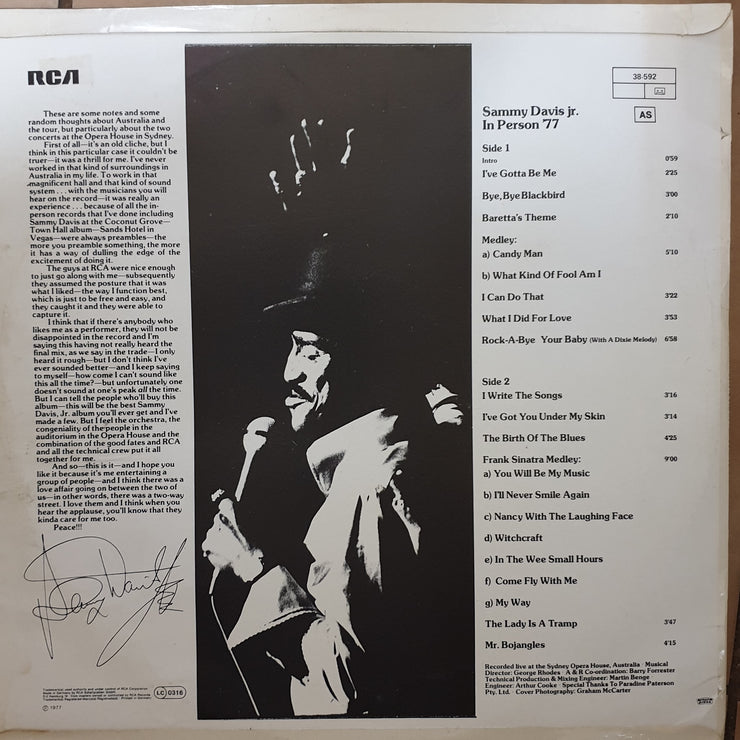 RCA
These are some notes and some
random thoughts about Australia and
the tour, but particularly about the two
concerts at the Opera House in Sydney.
First of all—it's an old cliche, but I
think in this particular case it couldn't be
truer—it was a thrill for me. I've never
worked in that kind of surroundings in
Australia in my life. To work in that
magnificent hall and that kind of sound
system . . . with the musicians you will
hear on the record—it was really an
experience . . . because of all the in-
person records that I've done including
Sammy Davis at the Coconut Grove—
Town Hall album—Sands Hotel in
Vegas—were always preambles—the
more you preamble something, the more
it has a way of dulling the edge of the
excitement of doing it.
The guys at RCA were nice enough
to just go along with me—subsequently
they assumed the posture that it was
what I liked—the way I function best,
which is just to be free and easy, and
they caught it and they were able to
capture it.
I think that if there's anybody who
likes me as a performer, they will not be
disappointed in the record and I'm
saying this having not really heard the
final mix, as we say in the trade—I only
heard it rough—but I don't think I've
ever sounded better—and I keep saying
to myself—how come I can't sound like
this all the time?—but unfortunately one
doesn't sound at one's peak all the time.
But I can tell the people who'll buy this
album—this will be the best Sammy
Davis, Jr. album you'll ever get and I've
made a few. But I feel the orchestra, the
congeniality of the people in the
auditorium in the Opera House and the
combination of the good fates and RCA
and all the technical crew put it all
together for me.
And so—this is it—and I hope you
like it because it's me entertaining a
group of people—and I think there was a
love affair going on between the two of
us—in other words, there was a two-way
street. I love them and I think when you
hear the applause, you'll know that they
kinda care for me too.
Peace!!!
LC 0316
℗ 1977
38-592
AS
Sammy Davis jr.
In Person '77
Side 1
Intro 0'59
I've Gotta Be Me 2'25
Bye, Bye Blackbird 3'00
Baretta's Theme 2'10
Medley:
a) Candy Man 5'10
b) What Kind Of Fool Am I
I Can Do That 3'22
What I Did For Love 3'53
Rock-A-Bye Your Baby (With A Dixie Melody) 6'58
Side 2
I Write The Songs 3'16
I've Got You Under My Skin 3'14
The Birth Of The Blues 4'25
Frank Sinatra Medley: 9'00
a) You Will Be My Music
b) I'll Never Smile Again
c) Nancy With The Laughing Face
d) Witchcraft
e) In The Wee Small Hours
f) Come Fly With Me
g) My Way
The Lady Is A Tramp 3'47
Mr. Bojangles 4'15
Recorded live at the Sydney Opera House, Australia · Musical
Director: George Rhodes · A & R Co-ordination: Barry Forrester
Technical Production & Mixing Engineer: Martin Benge
Engineer: Arthur Cooke · Special Thanks To Paradine Paterson
Pty. Ltd. · Cover Photography: Graham McCarter